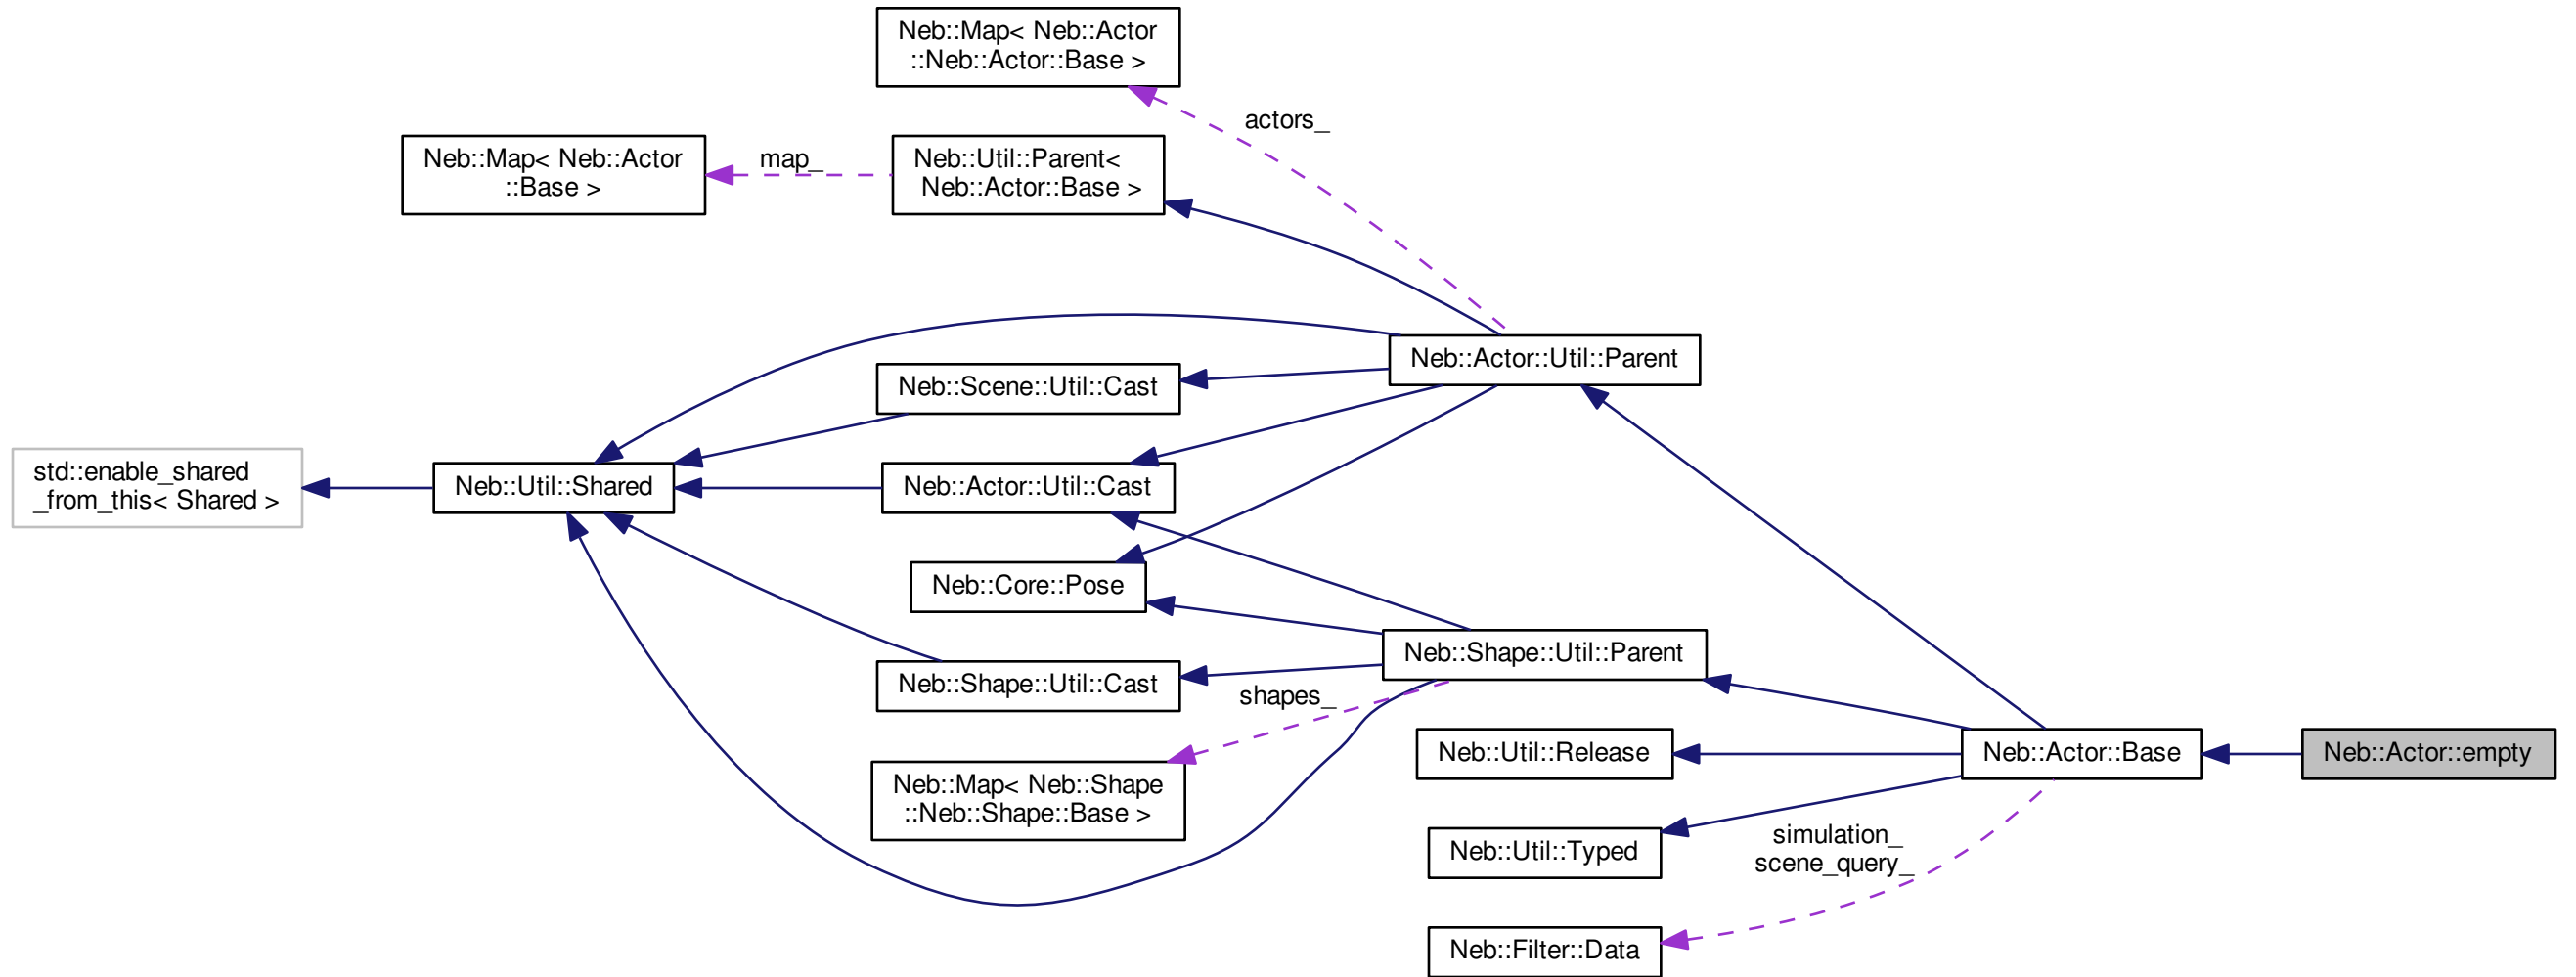 Neb::Map< Neb::Actor
::Neb::Actor::Base >
actors_
Neb::Map< Neb::Actor
::Base >
map_
Neb::Util::Parent<
Neb::Actor::Base >
Neb::Actor::Util::Parent
Neb::Scene::Util::Cast
std::enable_shared
_from_this< Shared >
Neb::Util::Shared
Neb::Actor::Util::Cast
Neb::Core::Pose
Neb::Shape::Util::Parent
Neb::Shape::Util::Cast
shapes_
Neb::Map< Neb::Shape
::Neb::Shape::Base >
Neb::Util::Release
Neb::Actor::Base
Neb::Actor::empty
Neb::Util::Typed
simulation_
scene_query_
Neb::Filter::Data